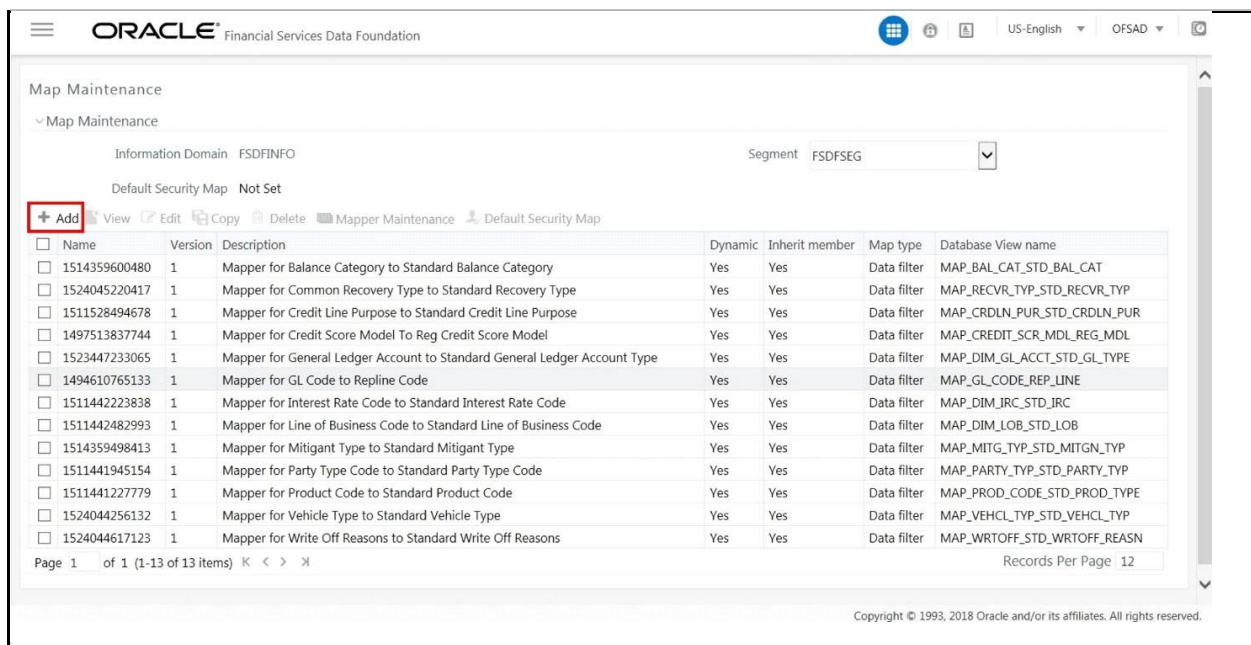 ORACLE® Financial Services Data Foundation US-English OFSAD
Map Maintenance
Map Maintenance
Information Domain FSDFINFO Segment FSDFSEG
Default Security Map Not Set
Add View Edit Copy Delete Mapper Maintenance Default Security Map
Name Version Description Dynamic Inherit member Map type Database View name
1514359600480 1 Mapper for Balance Category to Standard Balance Category Yes Yes Data filter MAP_BAL_CAT_STD_BAL_CAT
1524045220417 1 Mapper for Common Recovery Type to Standard Recovery Type Yes Yes Data filter MAP_RECVR_TYP_STD_RECVR_TYP
1511528494678 1 Mapper for Credit Line Purpose to Standard Credit Line Purpose Yes Yes Data filter MAP_CRDLN_PUR_STD_CRDLN_PUR
1497513837744 1 Mapper for Credit Score Model To Reg Credit Score Model Yes Yes Data filter MAP_CREDIT_SCR_MDL_REG_MDL
1523447233065 1 Mapper for General Ledger Account to Standard General Ledger Account Type Yes Yes Data filter MAP_DIM_GL_ACCT_STD_GL_TYPE
1494610765133 1 Mapper for GL Code to Repline Code Yes Yes Data filter MAP_GL_CODE_REP_LINE
1511442223838 1 Mapper for Interest Rate Code to Standard Interest Rate Code Yes Yes Data filter MAP_DIM_IRC_STD_IRC
1511442482993 1 Mapper for Line of Business Code to Standard Line of Business Code Yes Yes Data filter MAP_DIM_LOB_STD_LOB
1514359498413 1 Mapper for Mitigant Type to Standard Mitigant Type Yes Yes Data filter MAP_MITG_TYP_STD_MITGN_TYP
1511441945154 1 Mapper for Party Type Code to Standard Party Type Code Yes Yes Data filter MAP_PARTY_TYP_STD_PARTY_TYP
1511441227779 1 Mapper for Product Code to Standard Product Code Yes Yes Data filter MAP_PROD_CODE_STD_PROD_TYPE
1524044256132 1 Mapper for Vehicle Type to Standard Vehicle Type Yes Yes Data filter MAP_VEHCL_TYP_STD_VEHCL_TYP
1524044617123 1 Mapper for Write Off Reasons to Standard Write Off Reasons Yes Yes Data filter MAP_WRTOFF_STD_WRTOFF_REASN
Page 1 of 1 (1-13 of 13 items) Records Per Page 12
Copyright © 1993, 2018 Oracle and/or its affiliates. All rights reserved.